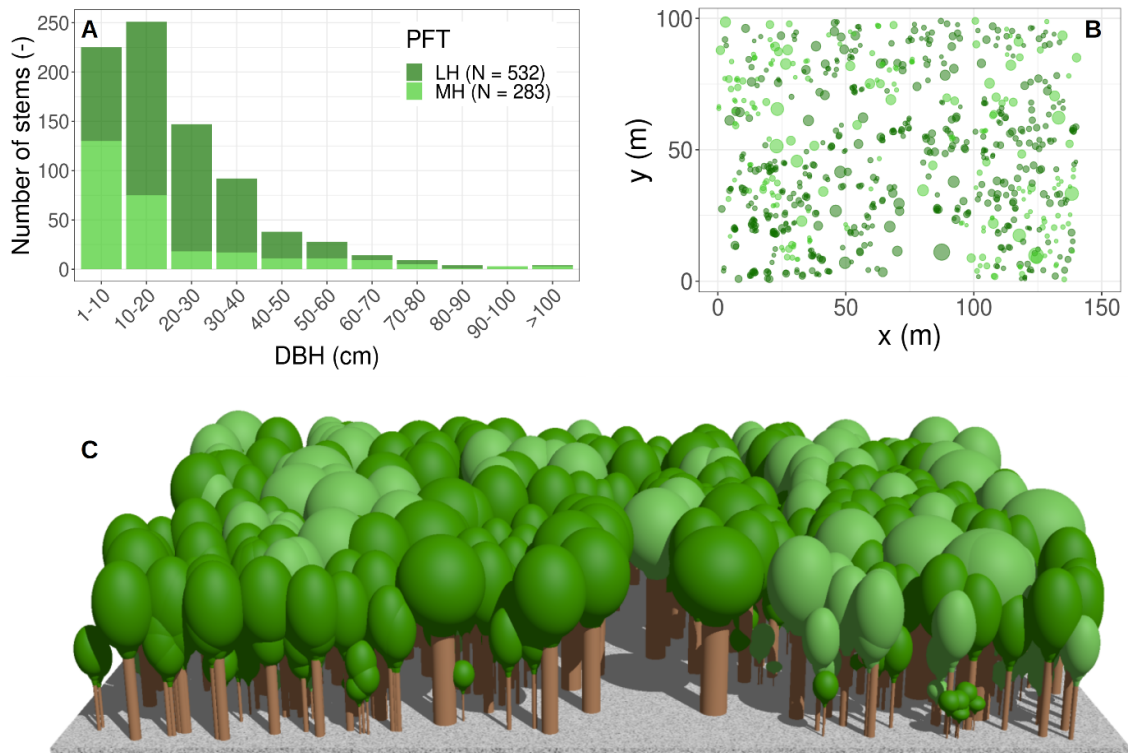 A
Number of stems (-)
250
200
150
100
50
0
PFT
LH (N = 532)
MH (N = 283)
1-10
10-20
20-30
30-40
40-50
50-60
60-70
70-80
80-90
90-100
>100
DBH (cm)
B
y (m)
100
50
0
0
50
100
150
x (m)
C